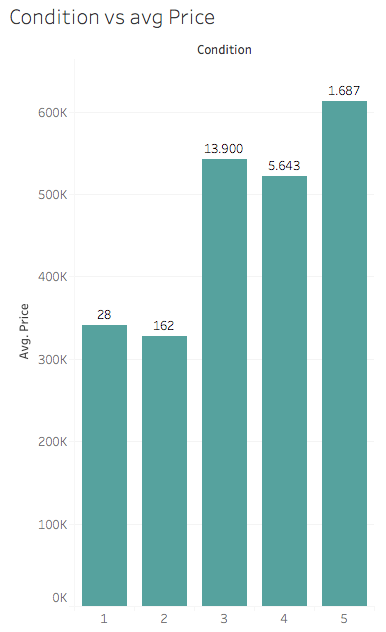 Condition vs avg Price
Condition
Avg. Price
600K
500K
400K
300K
200K
100K
0K
28
162
13.900
5.643
1.687
1
2
3
4
5